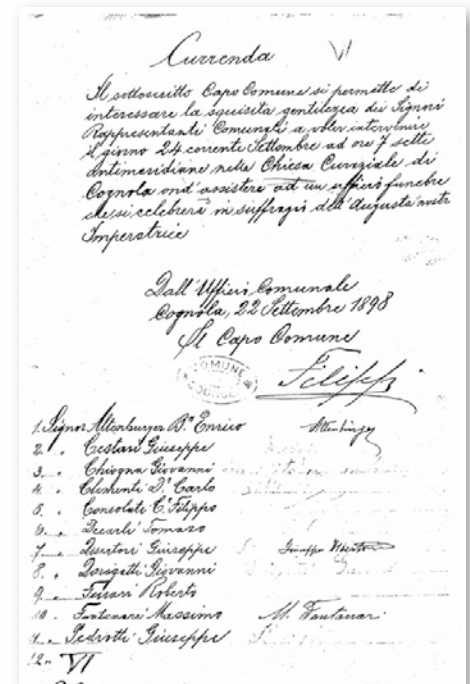 Currenda VI
Il sottoscritto Capo Comune si permette di
interessare la squisita gentilezza dei Signori
Rappresentanti Comunali a voler intervenire
il giorno 24 corrente Settembre ad ore 7 sette
antimeridiane nella Chiesa Curaziale di
Cognola ond'assistere ad un uffizio funebre
che si celebrerà in suffragio dell'Augusta nostra
Imperatrice
Dall'Ufficio Comunale
Cognola, 22 Settembre 1898
Il Capo Comune
COMUNE COGNOLA
Filippi
1. Signor Altenburger Bne Enrico Altenburger
2. " Cestari Giuseppe
3. " Chiogna Giovanni
4. " Clementi Dr Carlo
5. " Consolati C. Filippo
6. " Decarli Tomaso
7. " Giuseppe Giuseppe
8. " Dorigatti Giovanni
9. " Ferrari Roberto
10. " Fontanari Massimo M. Fontanari
11. " Pedrotti Giuseppe
12 " VI